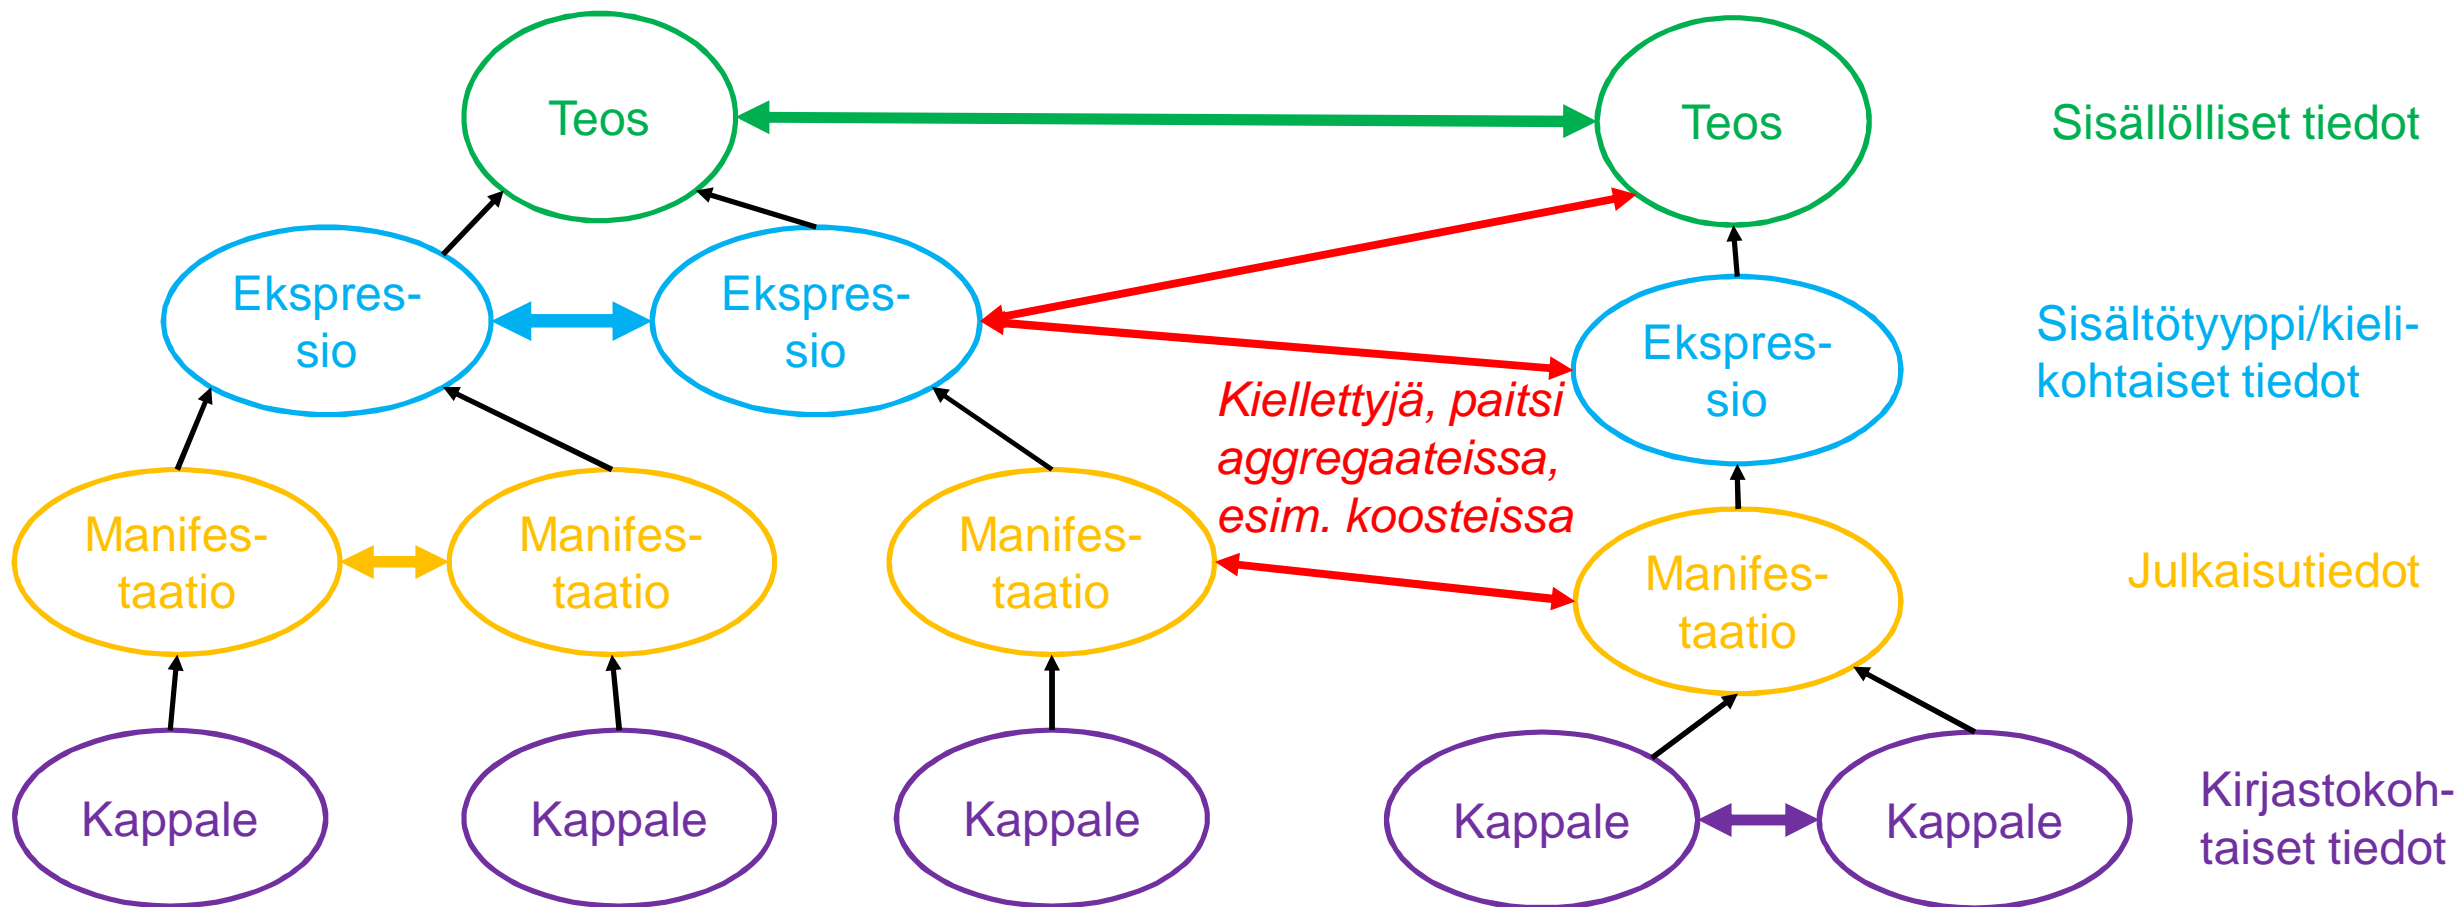 Teos
Teos
Sisällölliset tiedot
Ekspres-
sio
Ekspres-
sio
Ekspres-
sio
Sisältötyyppi/kieli-
kohtaiset tiedot
Kiellettyjä, paitsi
aggregaateissa,
esim. koosteissa
Manifes-
taatio
Manifes-
taatio
Manifes-
taatio
Manifes-
taatio
Julkaisutiedot
Kappale
Kappale
Kappale
Kappale
Kappale
Kirjastokoh-
taiset tiedot